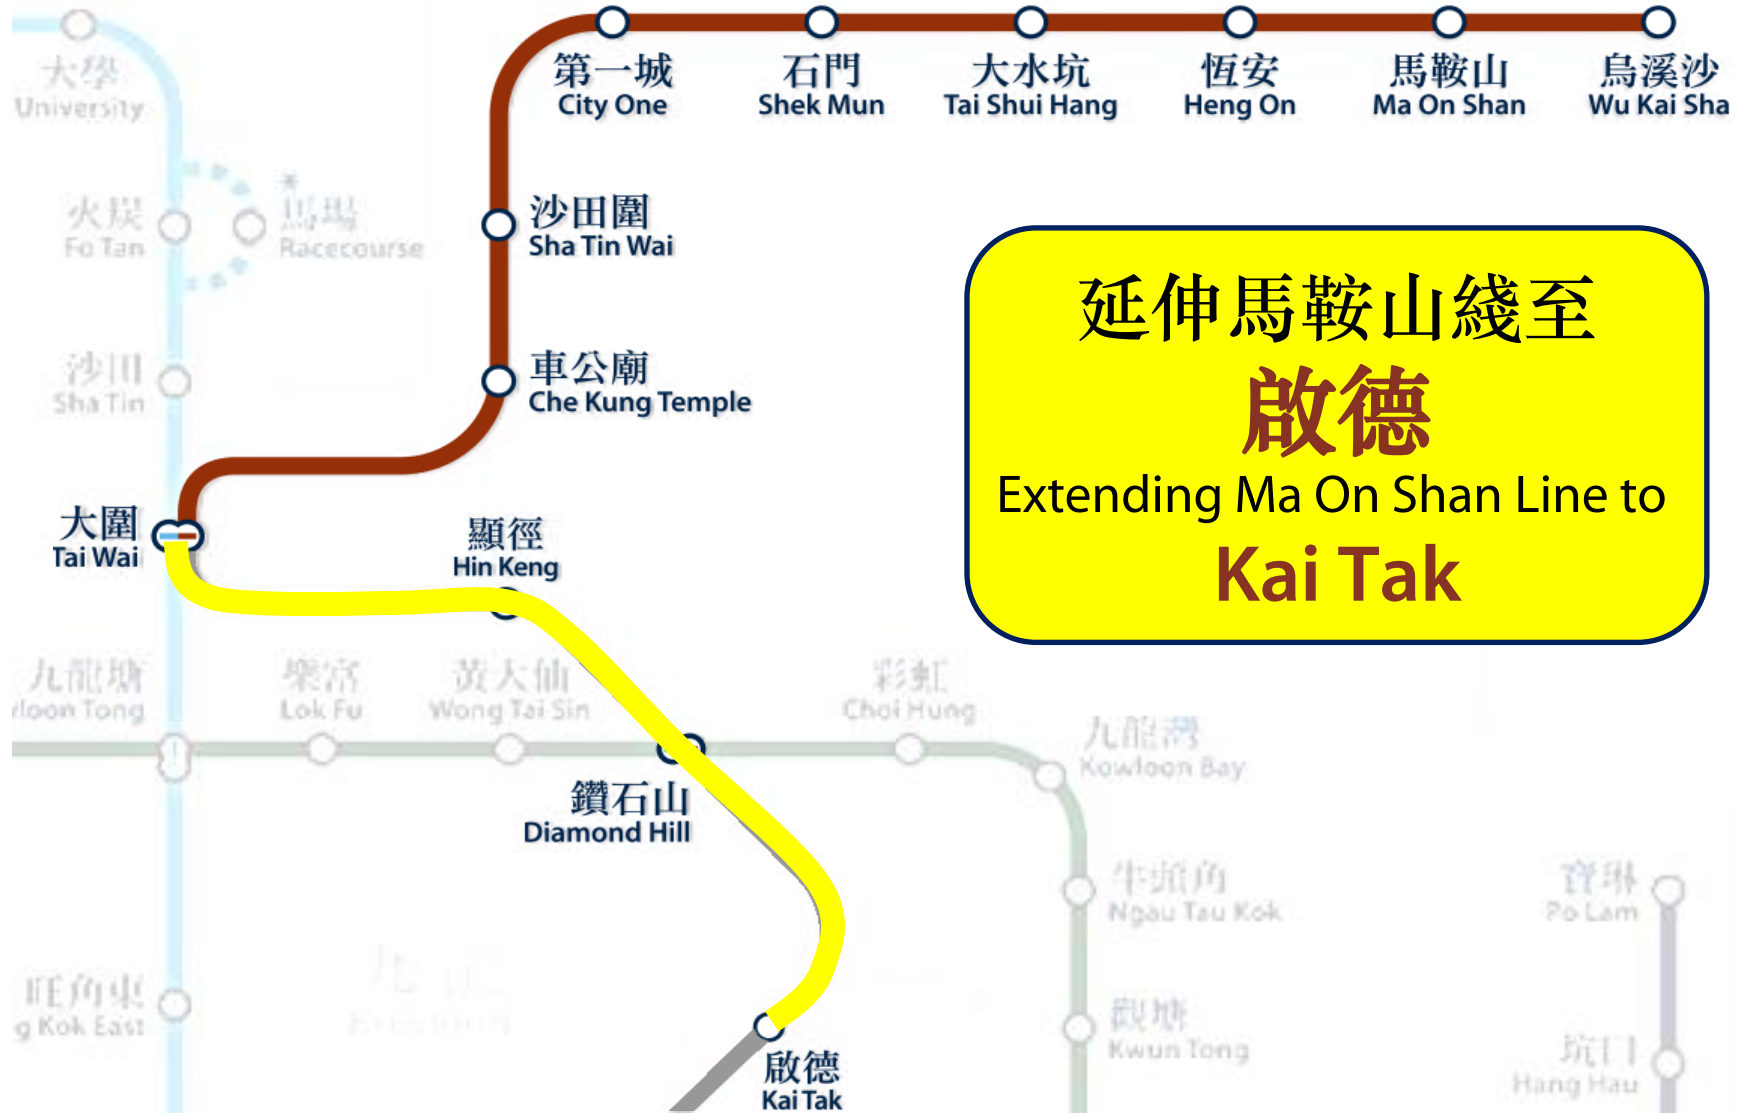 第一城
City One
石門
Shek Mun
大水坑
Tai Shui Hang
恆安
Heng On
馬鞍山
Ma On Shan
烏溪沙
Wu Kai Sha
大學
University
火炭
Fo Tan
*
馬場
Racecourse
沙田圍
Sha Tin Wai
沙田
Sha Tin
車公廟
Che Kung Temple
延伸馬鞍山綫至
啟德
Extending Ma On Shan Line to
Kai Tak
大圍
Tai Wai
顯徑
Hin Keng
九龍塘
loon Tong
樂富
Lok Fu
黃大仙
Wong Tai Sin
彩虹
Choi Hung
九龍灣
Kowloon Bay
鑽石山
Diamond Hill
牛頭角
Ngau Tau Kok
寶琳
Po Lam
旺角東
g Kok East
觀塘
Kwun Tong
坑口
Hang Hau
啟德
Kai Tak